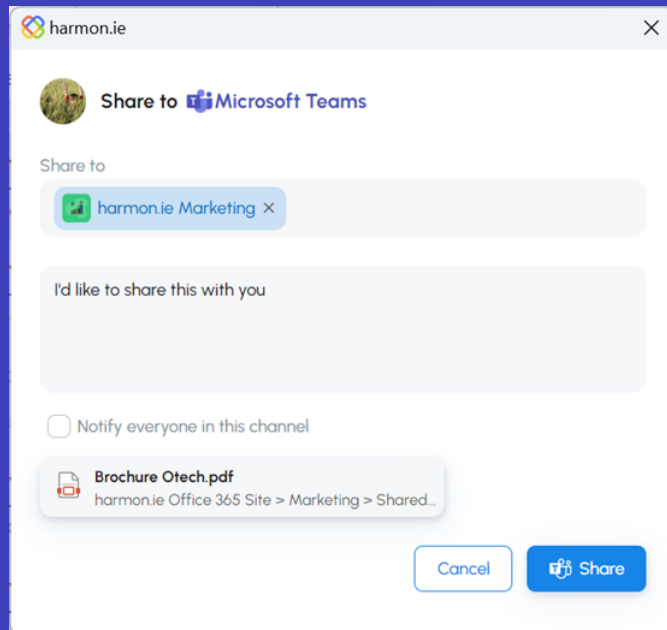 harmon.ie
Share to Microsoft Teams
Share to
harmon.ie Marketing
I'd like to share this with you
Notify everyone in this channel
Brochure Otech.pdf
harmon.ie Office 365 Site > Marketing > Shared...
Cancel
Share